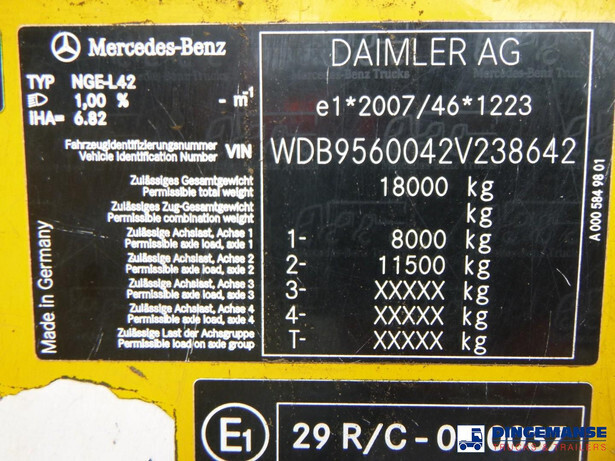 Mercedes-Benz
DAIMLER AG
TYP NGE-L42
1,00 % - m-1
IHA= 6.82
e1*2007/46*1223
Fahrzeugidentifizierungsnummer
Vehicle Identification Number VIN WDB9560042V238642
Zulässiges Gesamtgewicht
Permissible total weight 18000 kg
Zulässiges Zug-Gesamtgewicht
Permissible combination weight kg
Zulässige Achslast, Achse 1
Permissible axle load, axle 1 1- 8000 kg
Zulässige Achslast, Achse 2
Permissible axle load, axle 2 2- 11500 kg
Zulässige Achslast, Achse 3
Permissible axle load, axle 3 3- XXXXX kg
Zulässige Achslast, Achse 4
Permissible axle load, axle 4 4- XXXXX kg
Zulässige Last der Achsgruppe
Permissible load on axle group T- XXXXX kg
Made in Germany
A 000 584 98 01
Mercedes-Benz Trucks
E1 29 R/C-0
DINGEMANSE
TRUCKS & TRAILERS